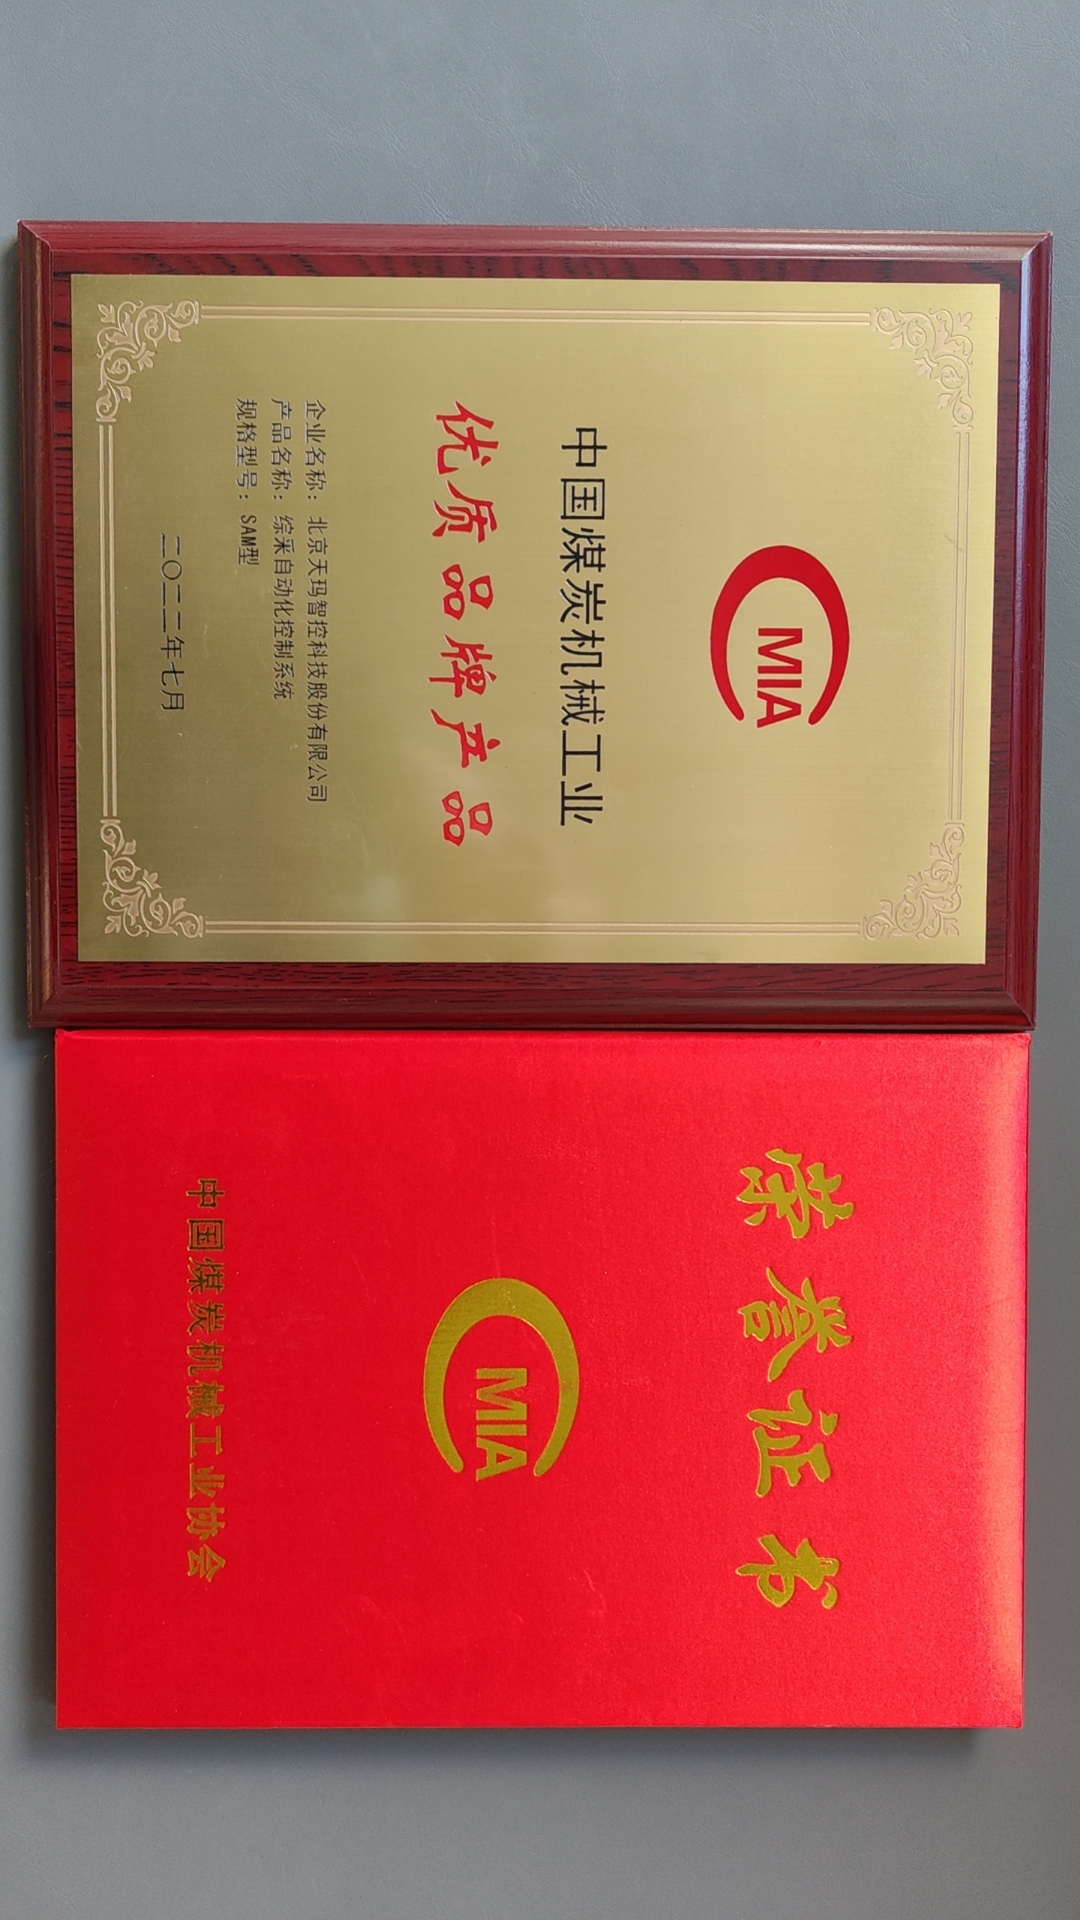 CMIA
中国煤炭机械工业
优质品牌产品
企业名称：北京天玛智控科技股份有限公司
产品名称：综采自动化控制系统
规格型号：SAM型
二〇二二年七月
荣誉证书
CMIA
中国煤炭机械工业协会